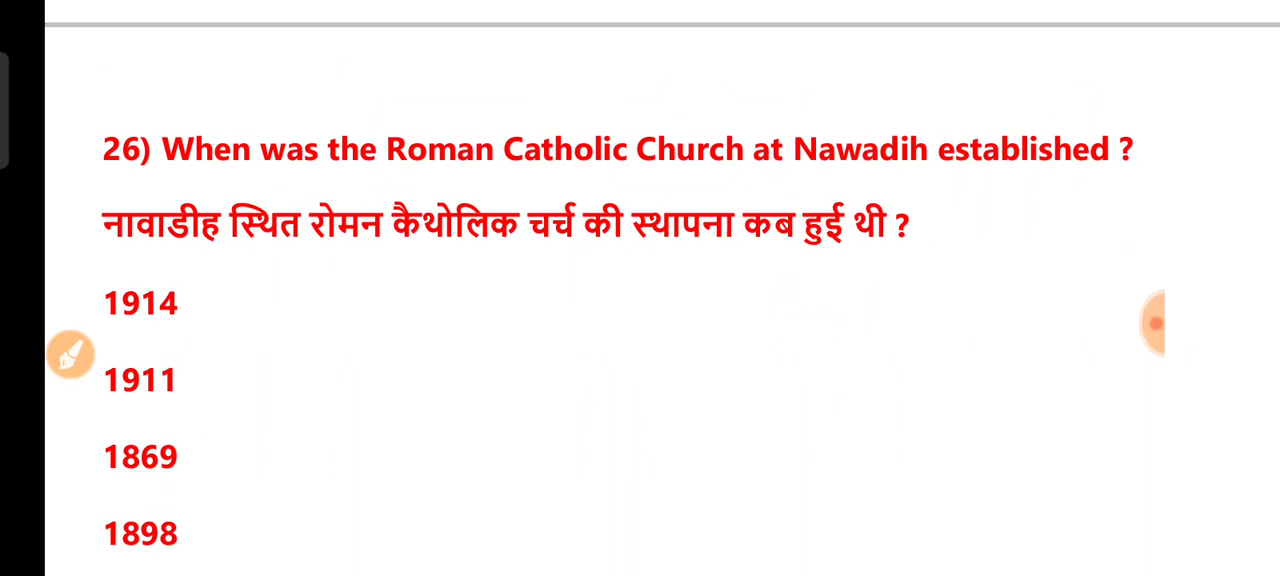 26) When was the Roman Catholic Church at Nawadih established ?
नावाडीह स्थित रोमन कैथोलिक चर्च की स्थापना कब हुई थी ?
1914
1911
1869
1898